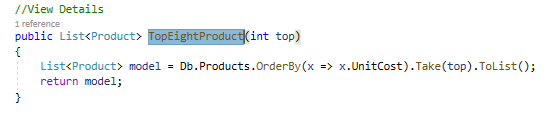 //View Details
1 reference
public List<Product> TopEightProduct(int top)
{
List<Product> model = Db.Products.OrderBy(x => x.UnitCost).Take(top).ToList();
return model;
}